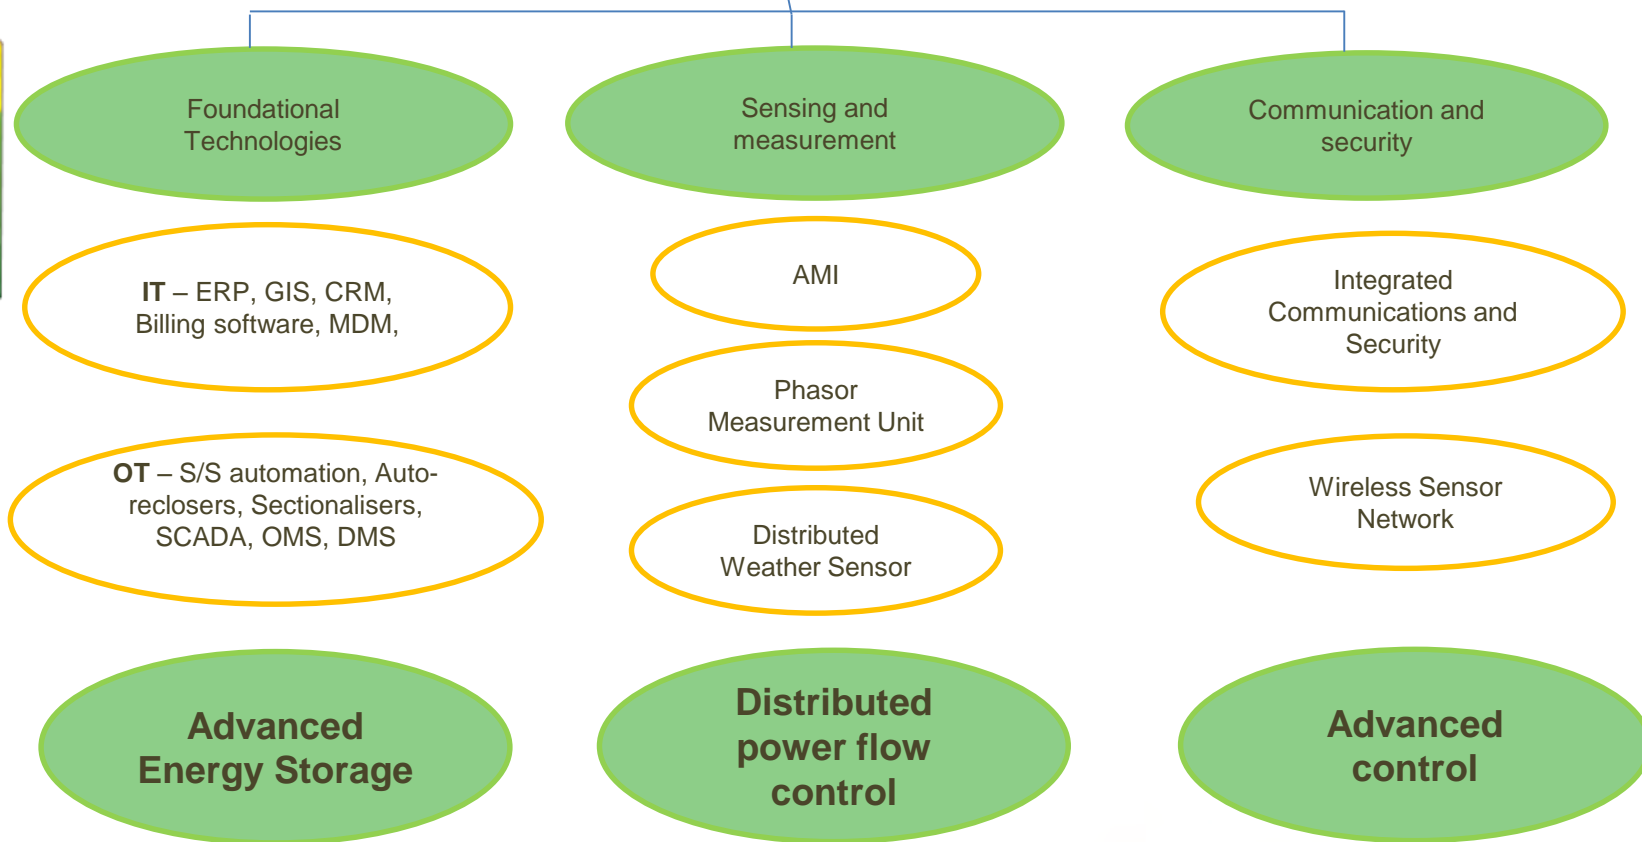 Foundational
Technologies
Sensing and
measurement
Communication and
security
IT – ERP, GIS, CRM,
Billing software, MDM,
AMI
Integrated
Communications and
Security
Phasor
Measurement Unit
OT – S/S automation, Auto-
reclosers, Sectionalisers,
SCADA, OMS, DMS
Wireless Sensor
Network
Distributed
Weather Sensor
Advanced
Energy Storage
Distributed
power flow
control
Advanced
control